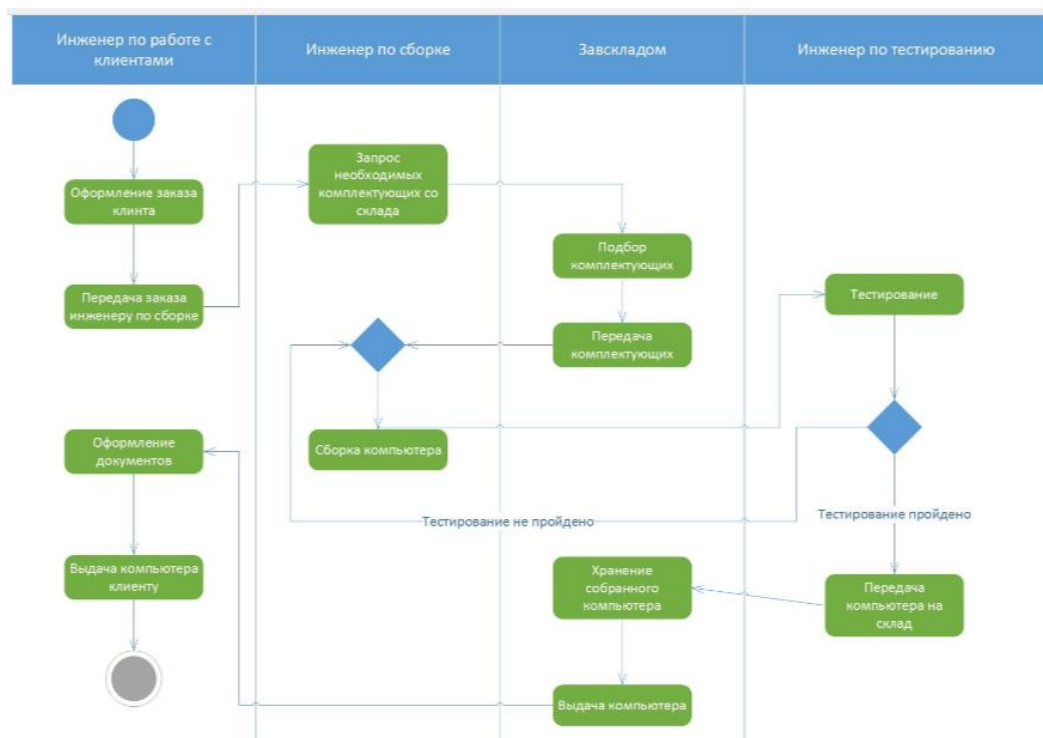 Инженер по работе с
клиентами
Инженер по сборке
Завскладом
Инженер по тестированию
Оформление заказа
клинта
Передача заказа
инженеру по сборке
Запрос
необходимых
комплектующих со
склада
Подбор
комплектующих
Передача
комплектующих
Тестирование
Сборка компьютера
Оформление
документов
Тестирование не пройдено
Тестирование пройдено
Выдача компьютера
клиенту
Хранение
собранного
компьютера
Передача
компьютера на
склад
Выдача компьютера